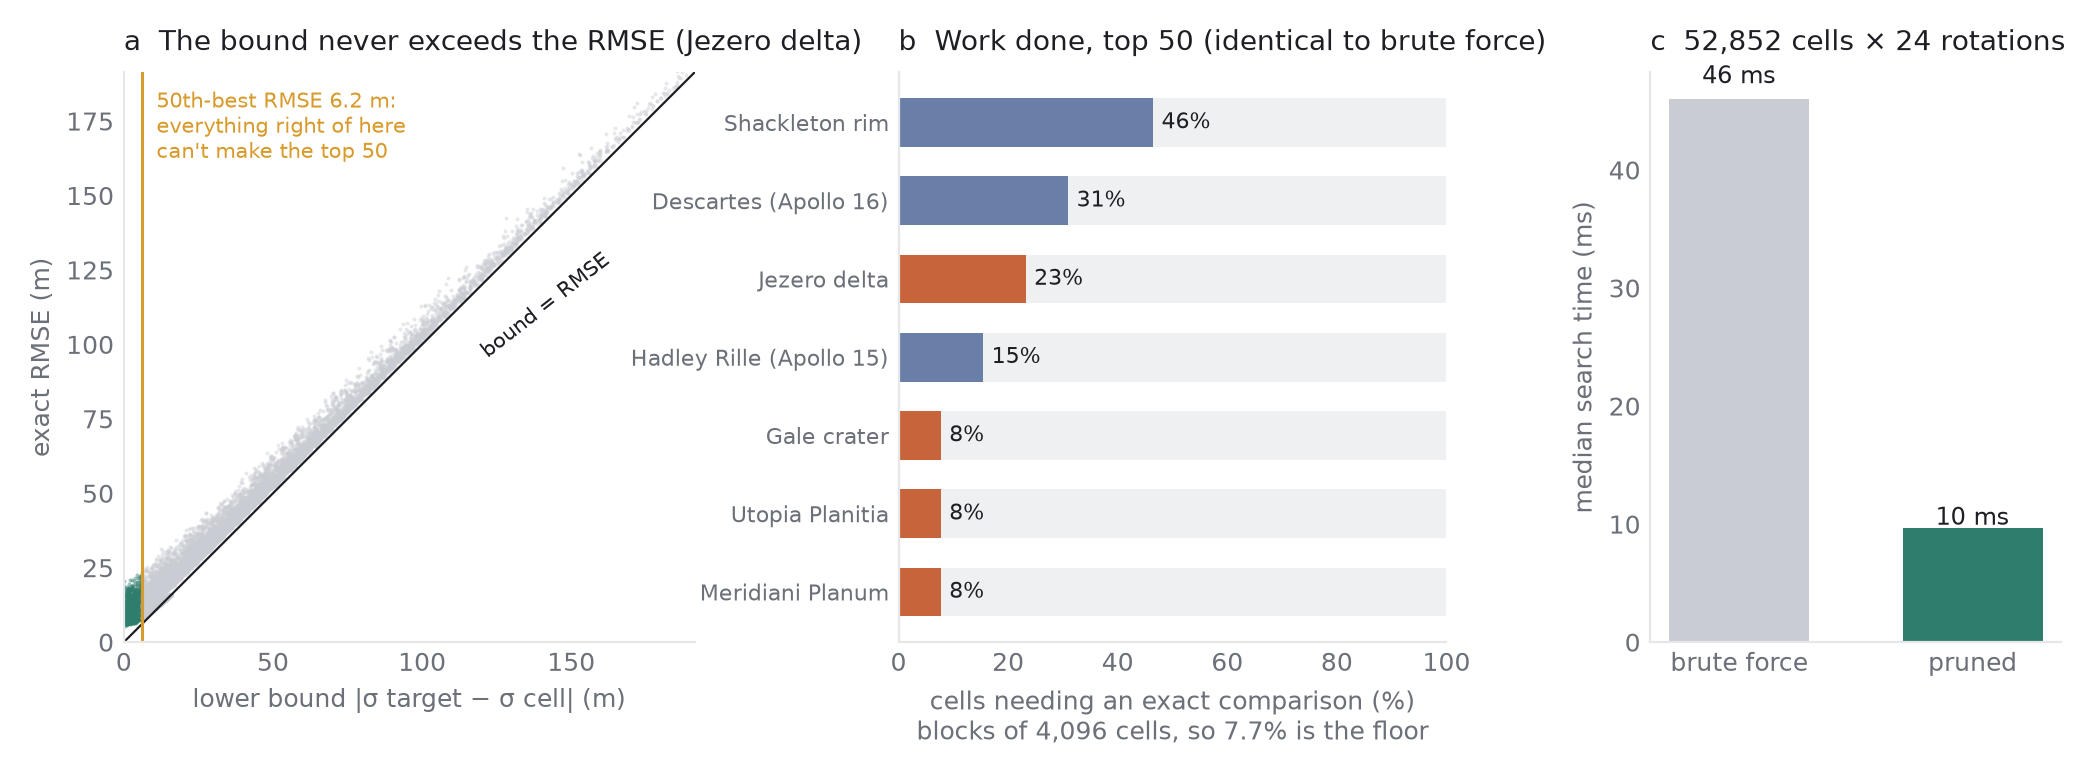 a The bound never exceeds the RMSE (Jezero delta)
50th-best RMSE 6.2 m:
everything right of here
can't make the top 50
bound = RMSE
exact RMSE (m)
175
150
125
100
75
50
25
0
0 50 100 150
lower bound |σ target − σ cell| (m)
b Work done, top 50 (identical to brute force)
Shackleton rim 46%
Descartes (Apollo 16) 31%
Jezero delta 23%
Hadley Rille (Apollo 15) 15%
Gale crater 8%
Utopia Planitia 8%
Meridiani Planum 8%
0 20 40 60 80 100
cells needing an exact comparison (%)
blocks of 4,096 cells, so 7.7% is the floor
c 52,852 cells × 24 rotations
46 ms
10 ms
median search time (ms)
40
30
20
10
0
brute force pruned